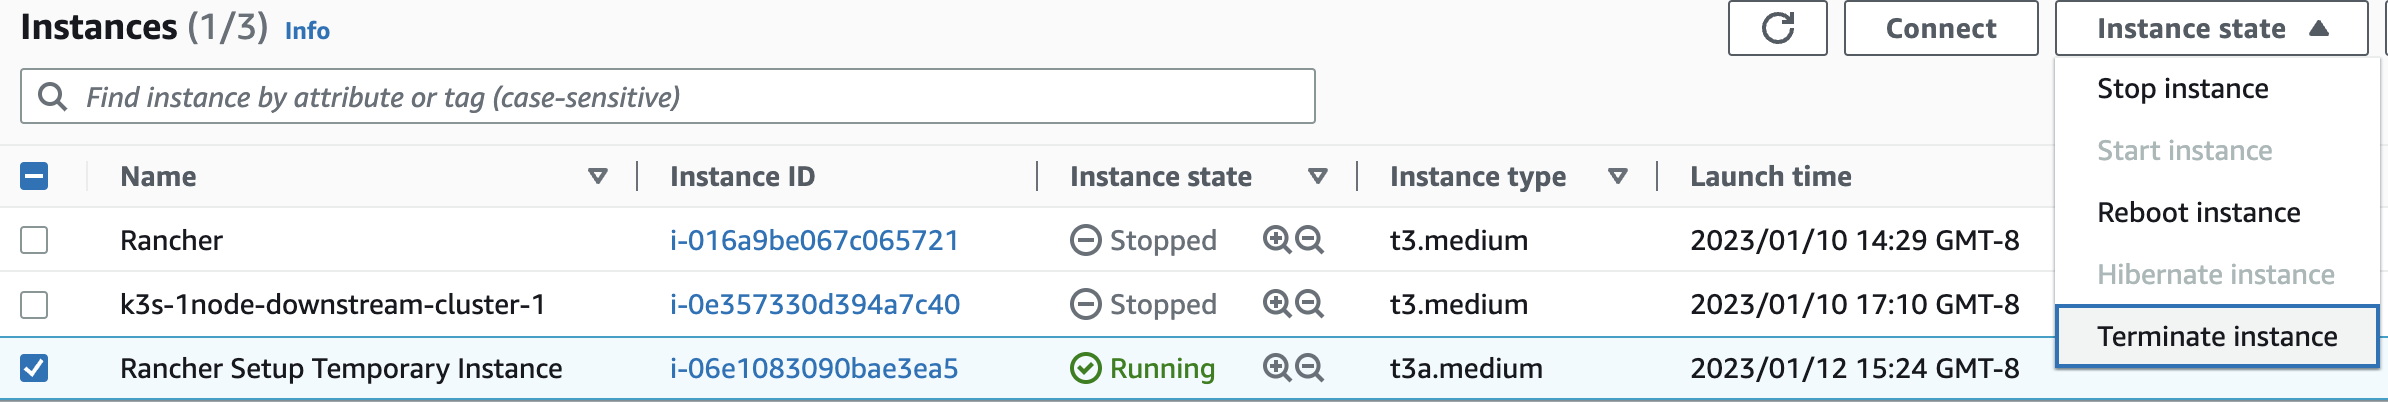 Instances (1/3) Info
Connect
Instance state
Find instance by attribute or tag (case-sensitive)
Stop instance
Start instance
Reboot instance
Hibernate instance
Terminate instance
Name Instance ID Instance state Instance type Launch time
Rancher i-016a9be067c065721 Stopped t3.medium 2023/01/10 14:29 GMT-8
k3s-1node-downstream-cluster-1 i-0e357330d394a7c40 Stopped t3.medium 2023/01/10 17:10 GMT-8
Rancher Setup Temporary Instance i-06e1083090bae3ea5 Running t3a.medium 2023/01/12 15:24 GMT-8